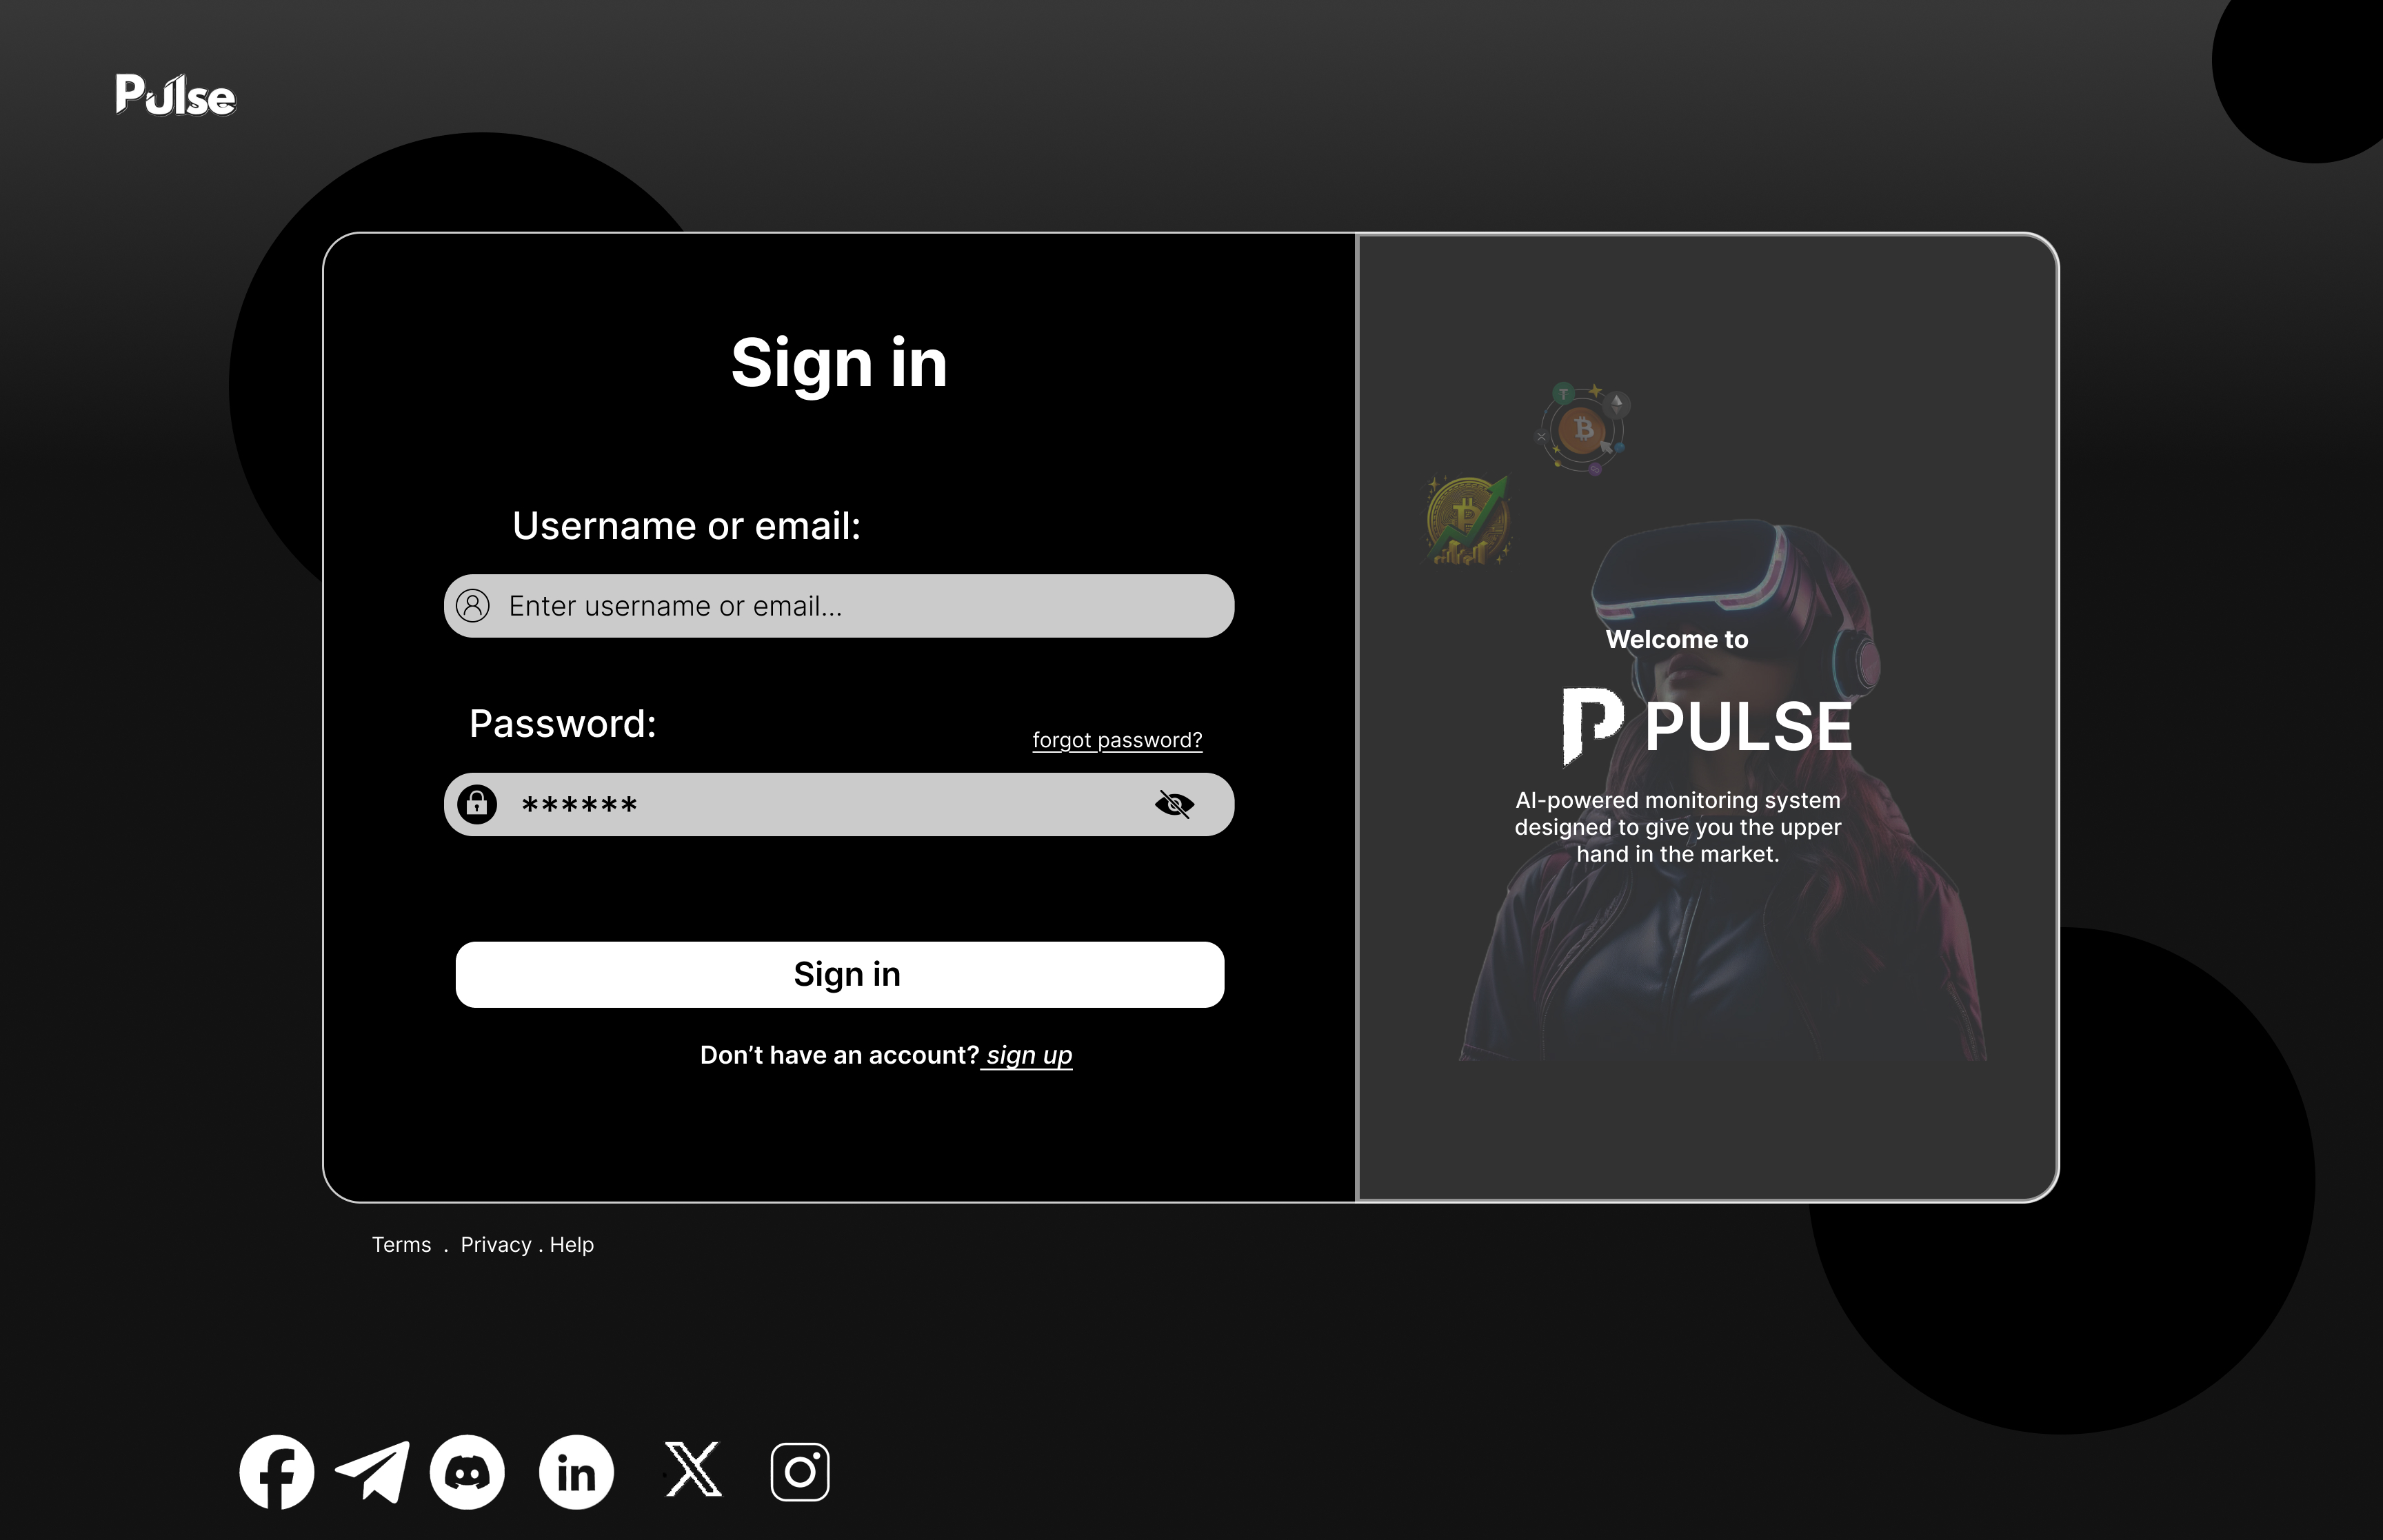 Pulse
Sign in
Username or email:
Enter username or email...
Password:
forgot password?
******
Sign in
Don’t have an account? sign up
Welcome to
P PULSE
AI-powered monitoring system
designed to give you the upper
hand in the market.
Terms . Privacy . Help
in